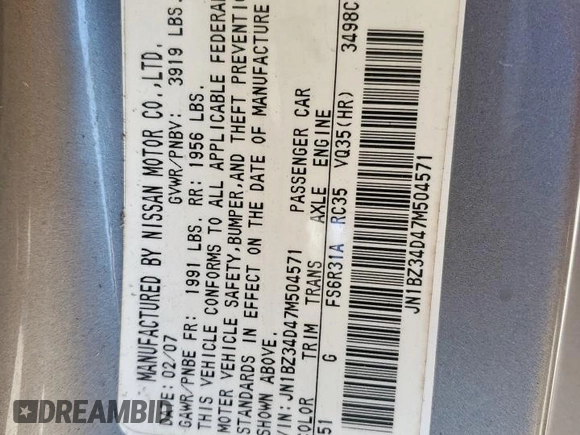 MANUFACTURED BY NISSAN MOTOR CO.,LTD.
DATE: 02/07 GVWR/PNBV: 3919 LBS.
GAWR/PNBE FR: 1991 LBS. RR: 1956 LBS.
THIS VEHICLE CONFORMS TO ALL APPLICABLE FEDERAL
MOTOR VEHICLE SAFETY,BUMPER,AND THEFT PREVENTIO
STANDARDS IN EFFECT ON THE DATE OF MANUFACTURE
SHOWN ABOVE.
VIN: JN1BZ34D47M504571 PASSENGER CAR
COLOR TRIM TRANS AXLE ENGINE
51 G FS6R31A RC35 VQ35(HR) 3498C
JN1BZ34D47M504571
DREAMBID